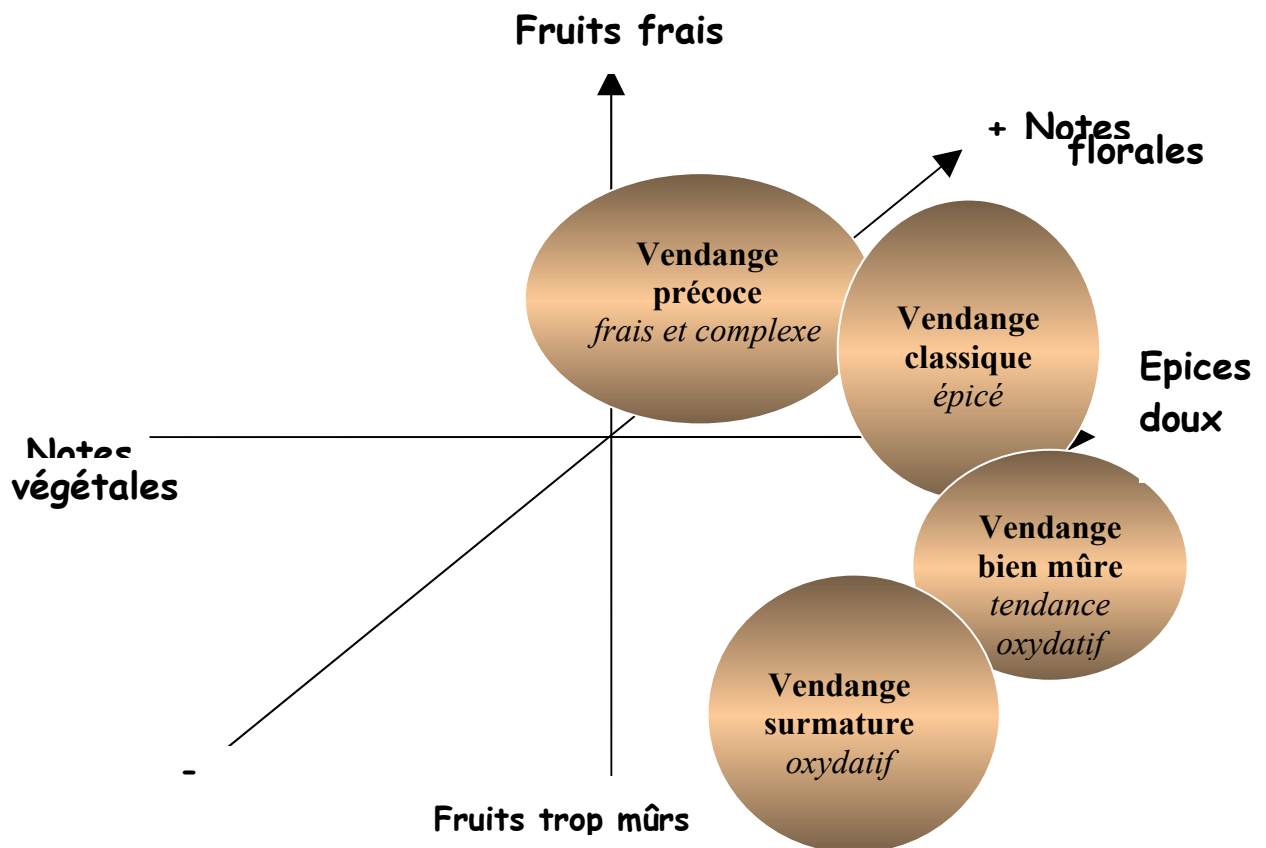 Fruits frais
+ Notes
florales
Vendange
précoce
frais et complexe
Vendange
classique
épicé
Epices
doux
Notes
végétales
Vendange
bien mûre
tendance
oxydatif
Vendange
surmature
oxydatif
-
Fruits trop mûrs